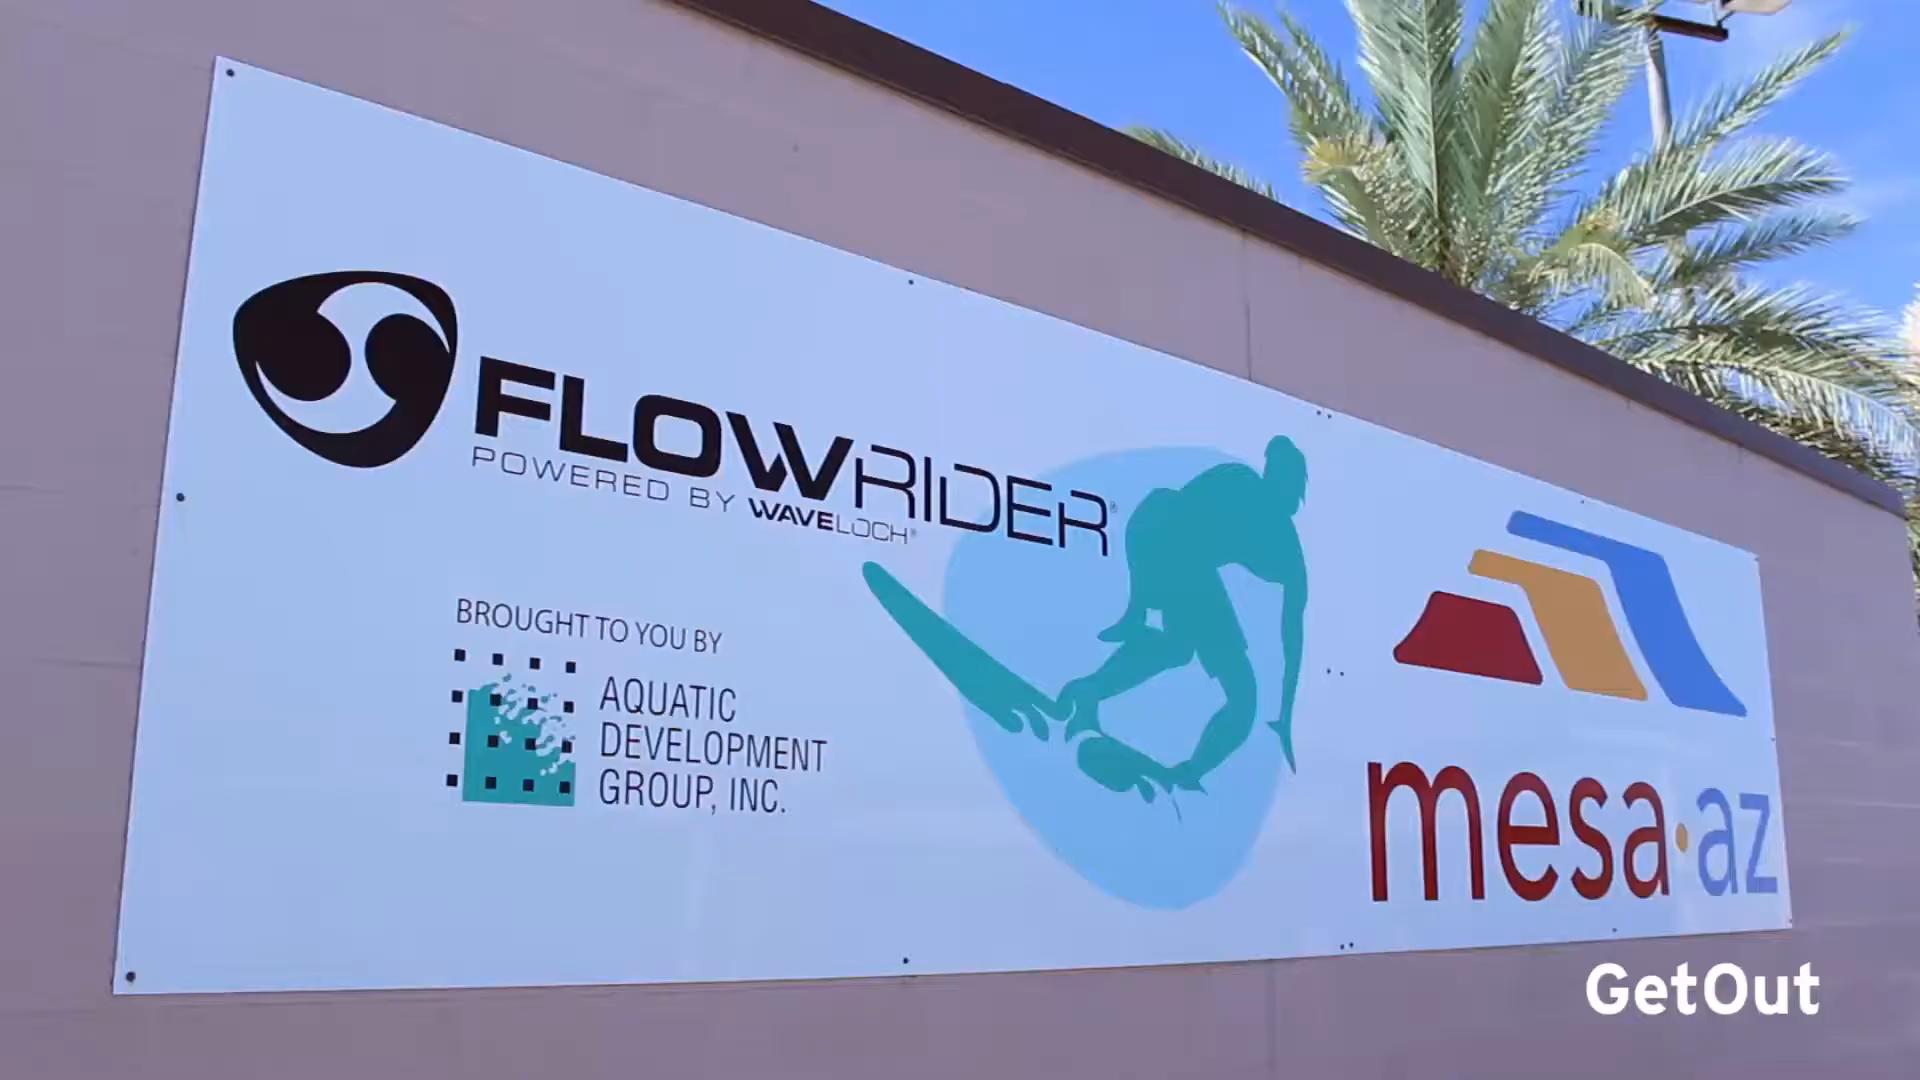 FLOWRIDER®
POWERED BY WAVELOCH®
BROUGHT TO YOU BY
AQUATIC
DEVELOPMENT
GROUP, INC.
mesa·az
GetOut